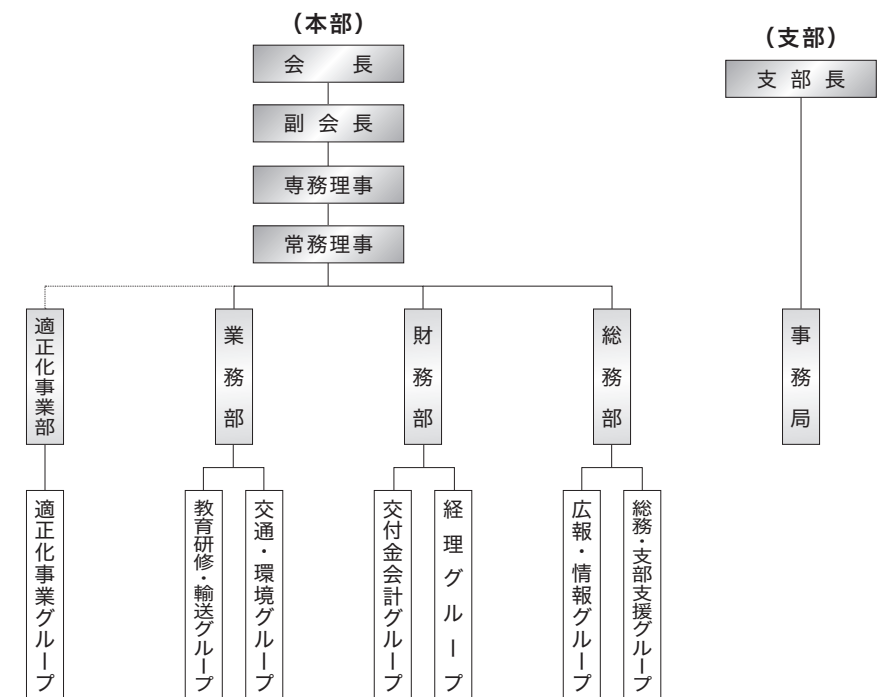 （本部）
会長
副会長
専務理事
常務理事
適正化事業部
業務部
財務部
総務部
適正化事業グループ
教育研修・輸送グループ
交通・環境グループ
交付金会計グループ
経理グループ
広報・情報グループ
総務・支部支援グループ
（支部）
支部長
事務局